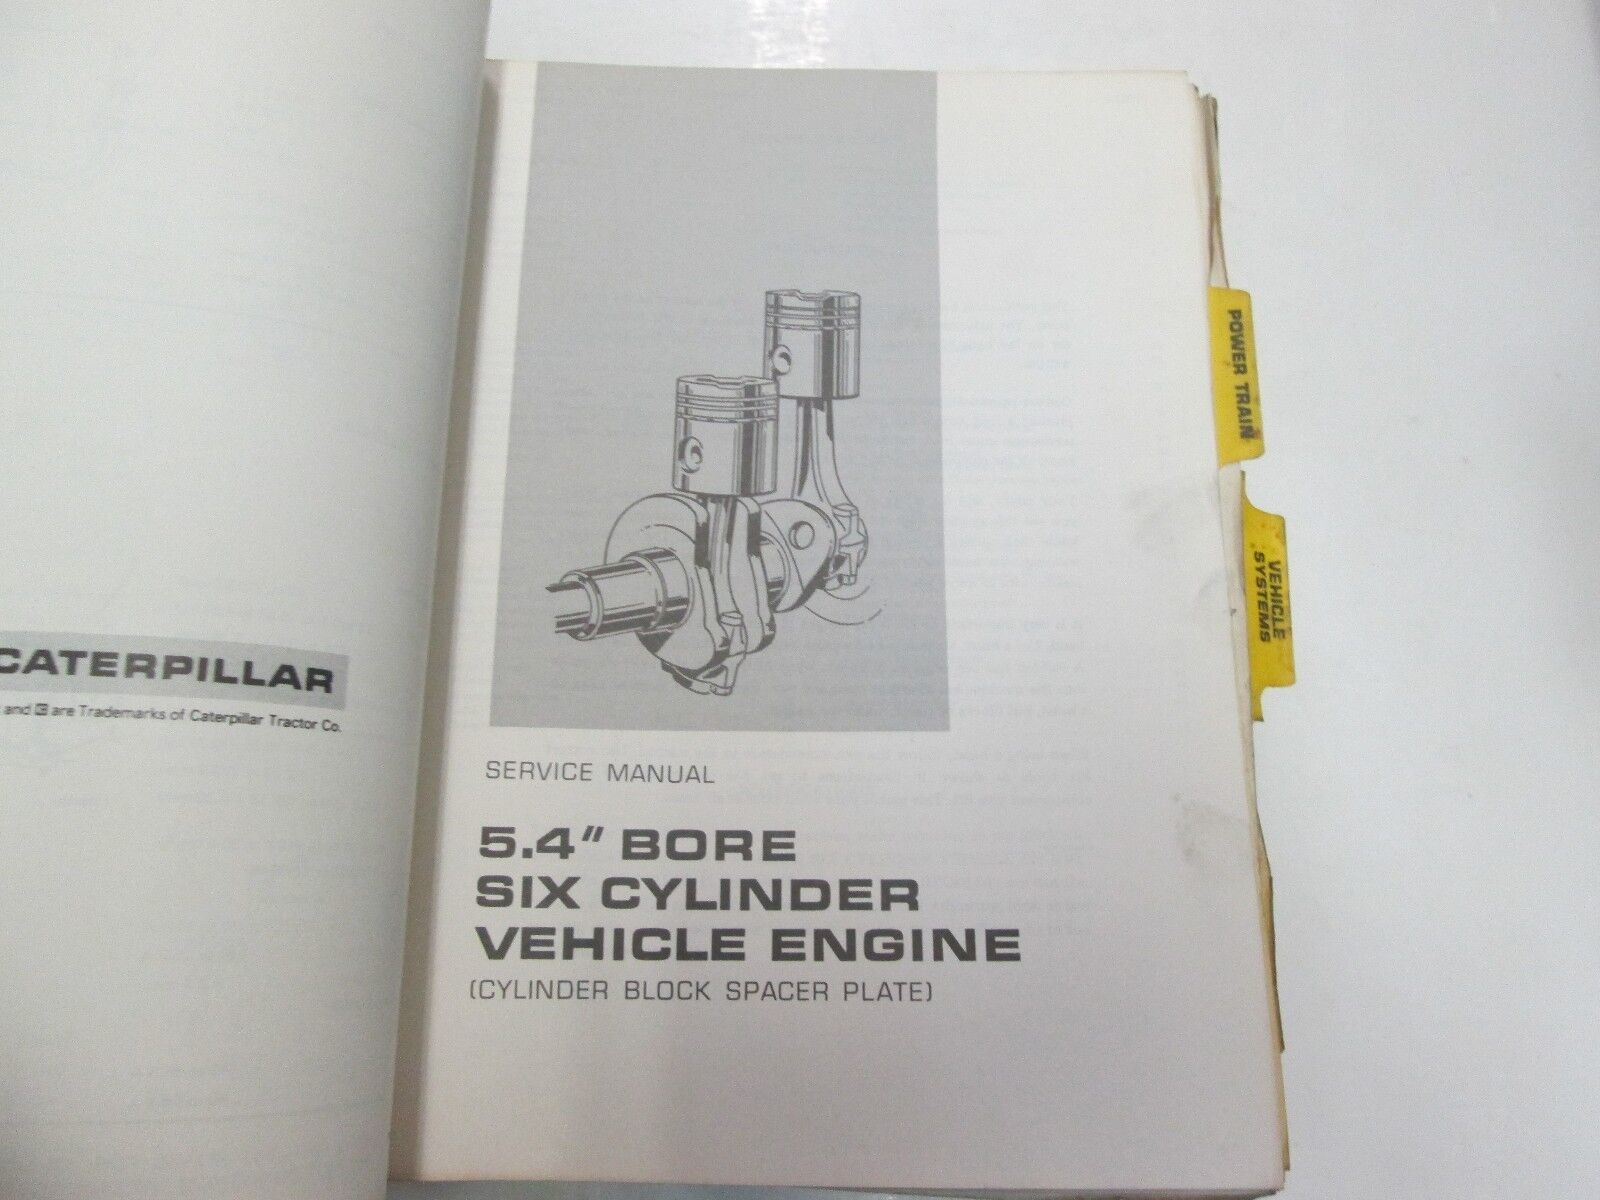 CATERPILLAR
and C are Trademarks of Caterpillar Tractor Co.
SERVICE MANUAL
5.4" BORE
SIX CYLINDER
VEHICLE ENGINE
(CYLINDER BLOCK SPACER PLATE)
POWER TRAIN
VEHICLE
SYSTEMS